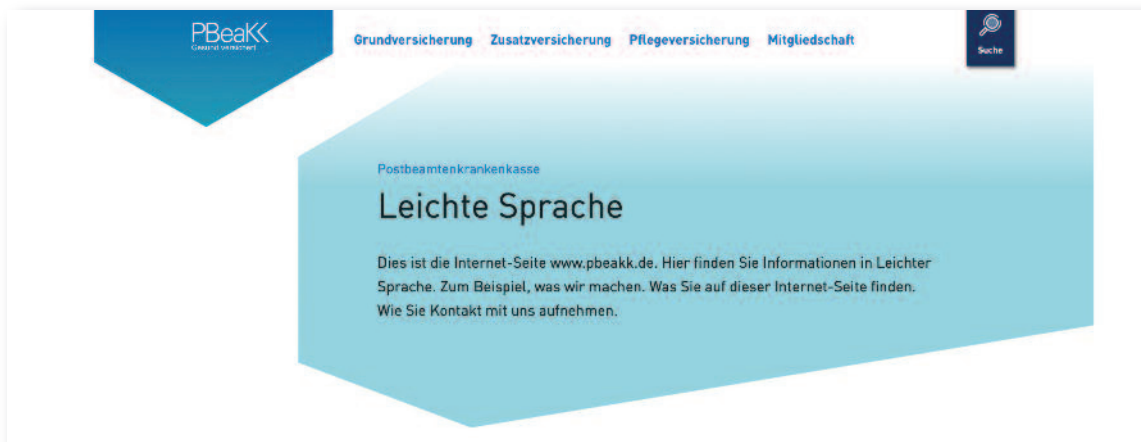 PBeaKK
Gesund versichert
Grundversicherung Zusatzversicherung Pflegeversicherung Mitgliedschaft
Suche
Postbeamtenkrankenkasse
Leichte Sprache
Dies ist die Internet-Seite www.pbeakk.de. Hier finden Sie Informationen in Leichter
Sprache. Zum Beispiel, was wir machen. Was Sie auf dieser Internet-Seite finden.
Wie Sie Kontakt mit uns aufnehmen.